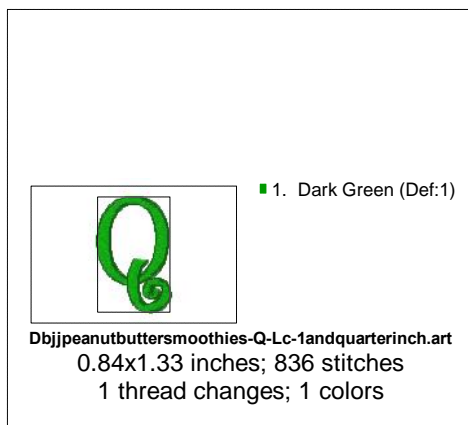 1. Dark Green (Def:1)
Q
Dbjjpeanutbuttersmoothies-Q-Lc-1andquarterinch.art
0.84x1.33 inches; 836 stitches
1 thread changes; 1 colors